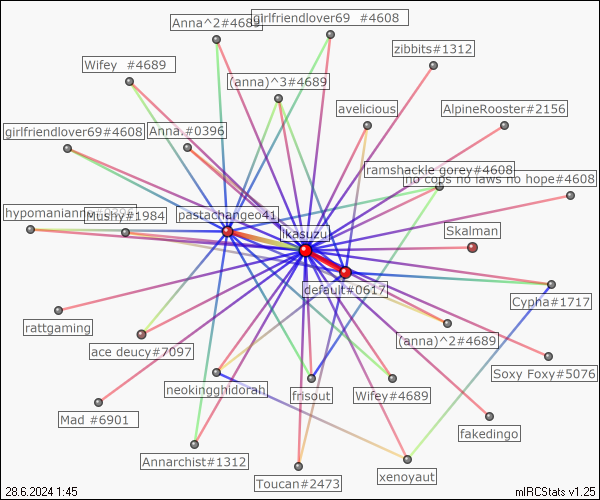 Anna^2#4689
girlfriendlover69 #4608
zibbits#1312
Wifey #4689
(anna)^3#4689
avelicious
AlpineRooster#2156
girlfriendlover69#4608
Anna.#0396
ramshackle gorey#4608
no cops no laws no hope#4608
hypomaniann
Mushy#1984
pastachangeo41
ikasuzu
Skalman
default#0617
Cypha#1717
rattgaming
(anna)^2#4689
ace deucy#7097
Soxy Foxy#5076
neokingghidorah
frisout
Wifey#4689
Mad #6901
fakedingo
Annarchist#1312
Toucan#2473
xenoyaut
28.6.2024 1:45
mIRCStats v1.25